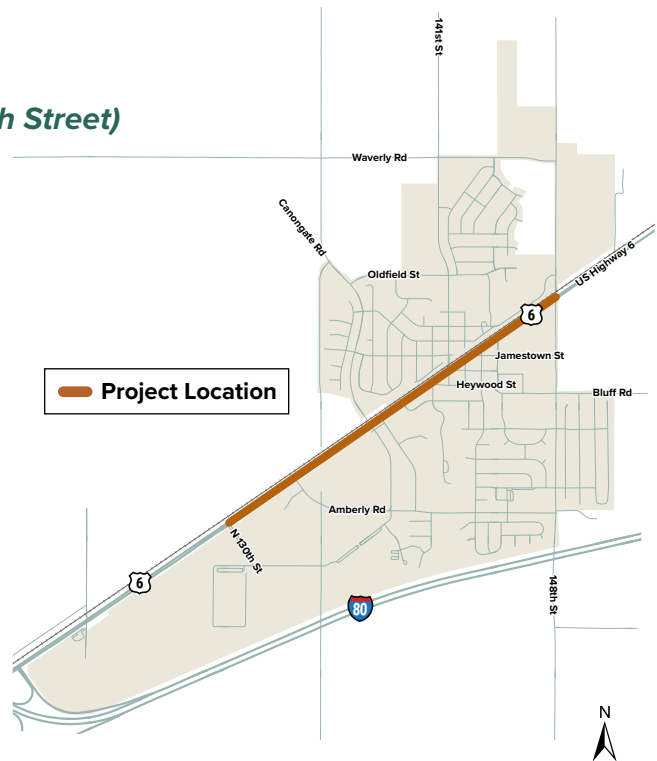 h Street)
141st St
Waverly Rd
Canongate Rd
Oldfield St
US Highway 6
6
Jamestown St
Heywood St
Bluff Rd
Project Location
Amberly Rd
N 130th St
6
80
148th St
N